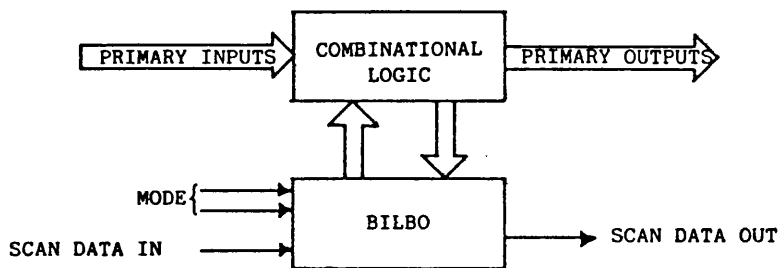 PRIMARY INPUTS
COMBINATIONAL
LOGIC
PRIMARY OUTPUTS
MODE
SCAN DATA IN
BILBO
SCAN DATA OUT